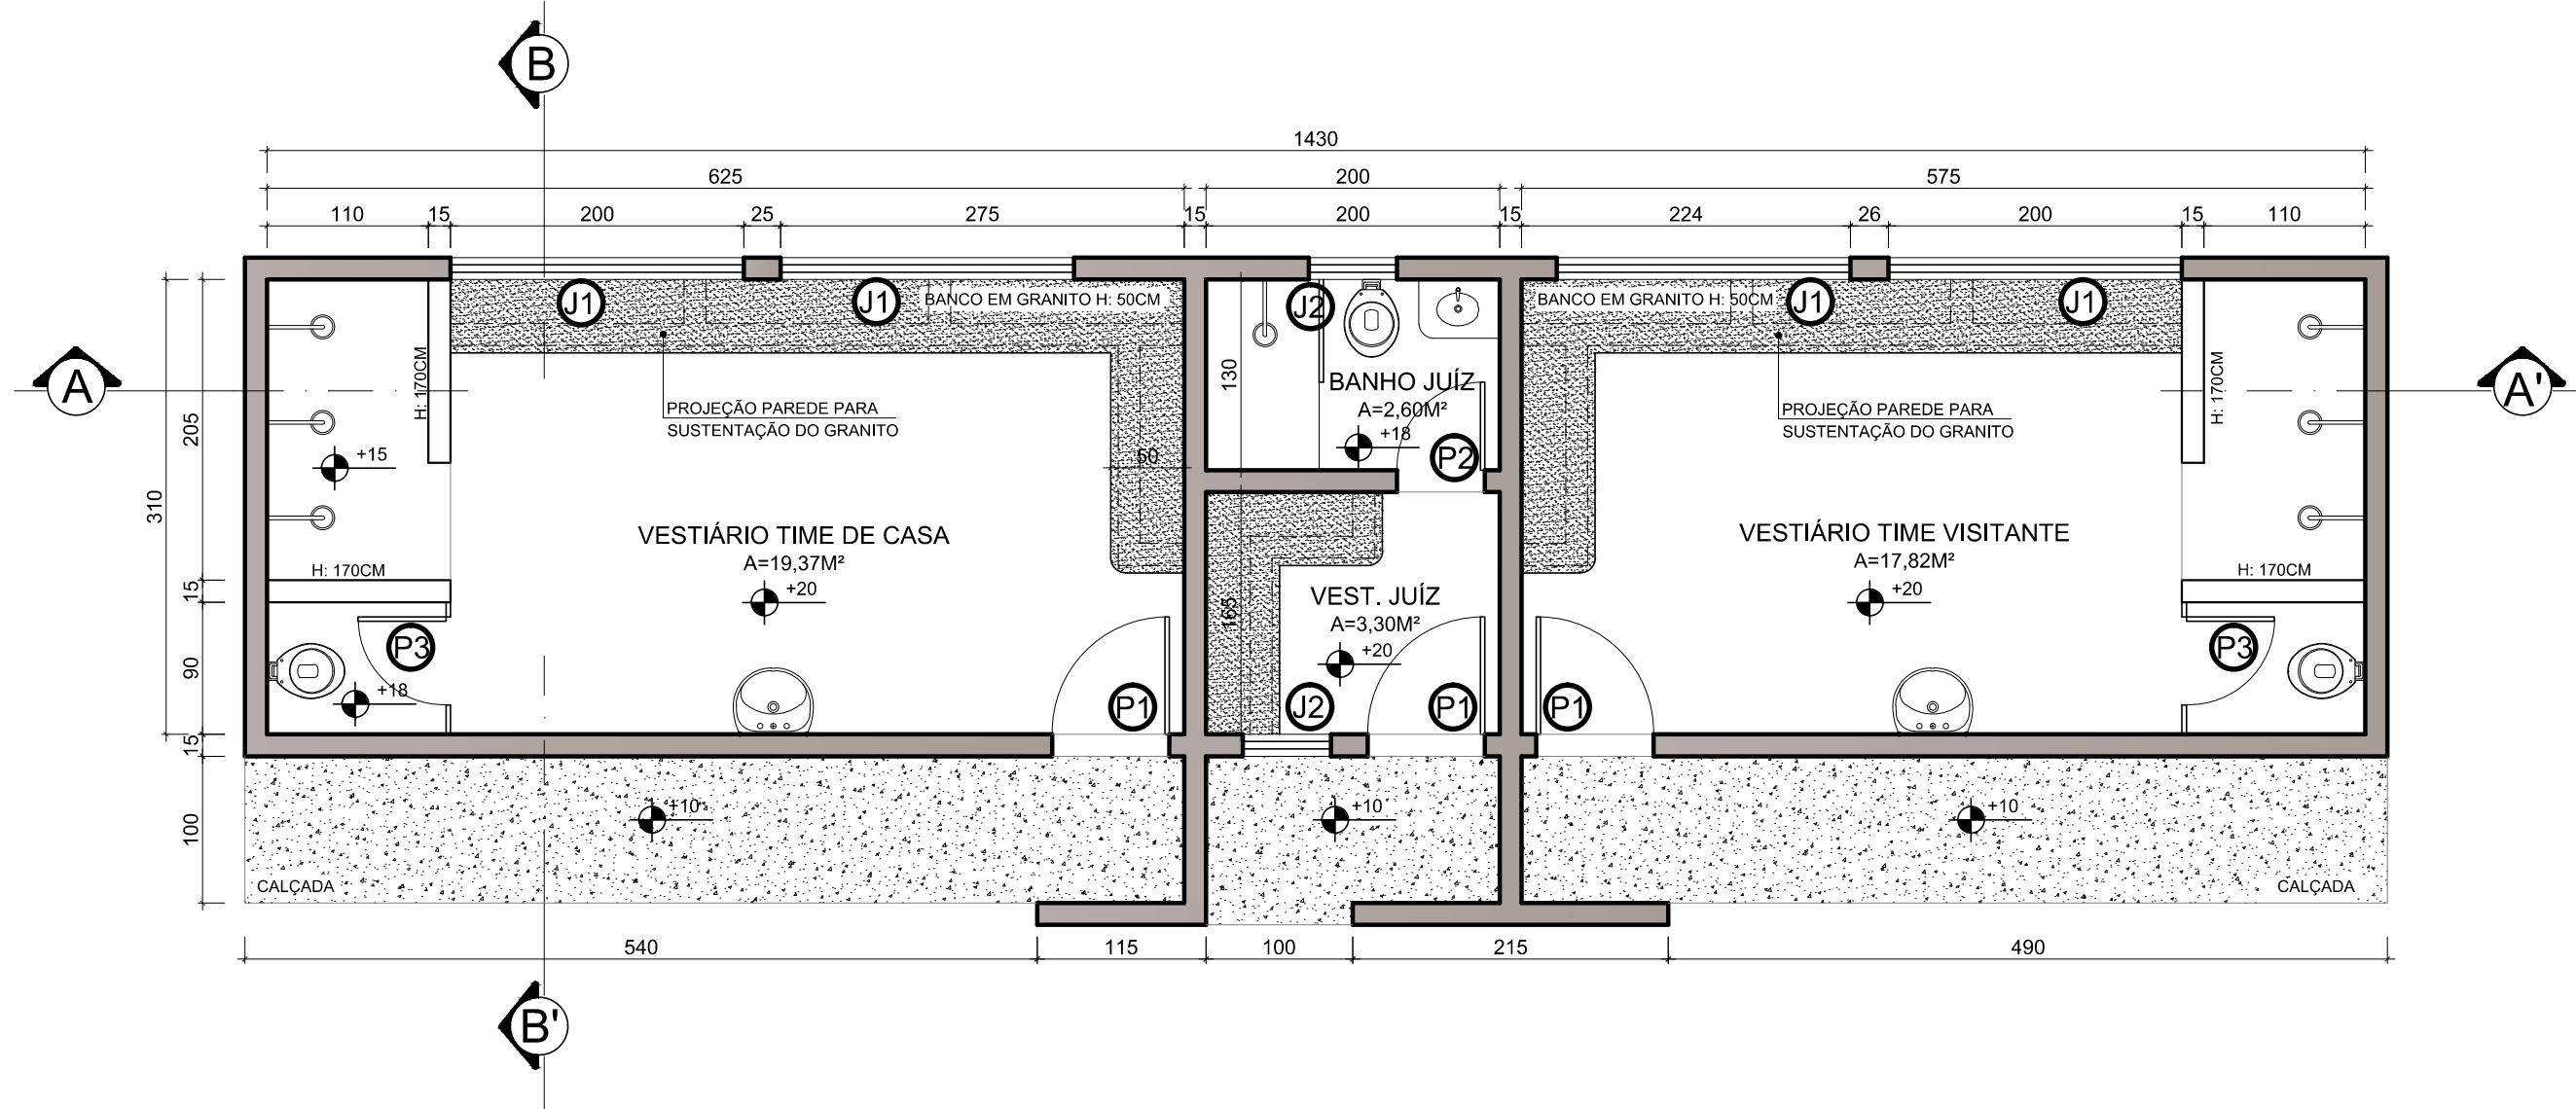 B
1430
625
200
575
110
15
200
25
275
15
200
15
224
26
200
15
110
J1
J1
BANCO EM GRANITO H: 50CM
J2
BANCO EM GRANITO H: 50CM
J1
J1
A
A'
H: 170CM
PROJEÇÃO PAREDE PARA
SUSTENTAÇÃO DO GRANITO
130
BANHO JUÍZ
A=2,60M²
+18
P2
PROJEÇÃO PAREDE PARA
SUSTENTAÇÃO DO GRANITO
H: 170CM
205
+15
50
310
VESTIÁRIO TIME DE CASA
A=19,37M²
+20
VESTIÁRIO TIME VISITANTE
A=17,82M²
+20
H: 170CM
H: 170CM
15
165
VEST. JUÍZ
A=3,30M²
+20
P3
P3
90
+18
P1
J2
P1
P1
15
100
+10
+10
+10
CALÇADA
CALÇADA
540
115
100
215
490
B'